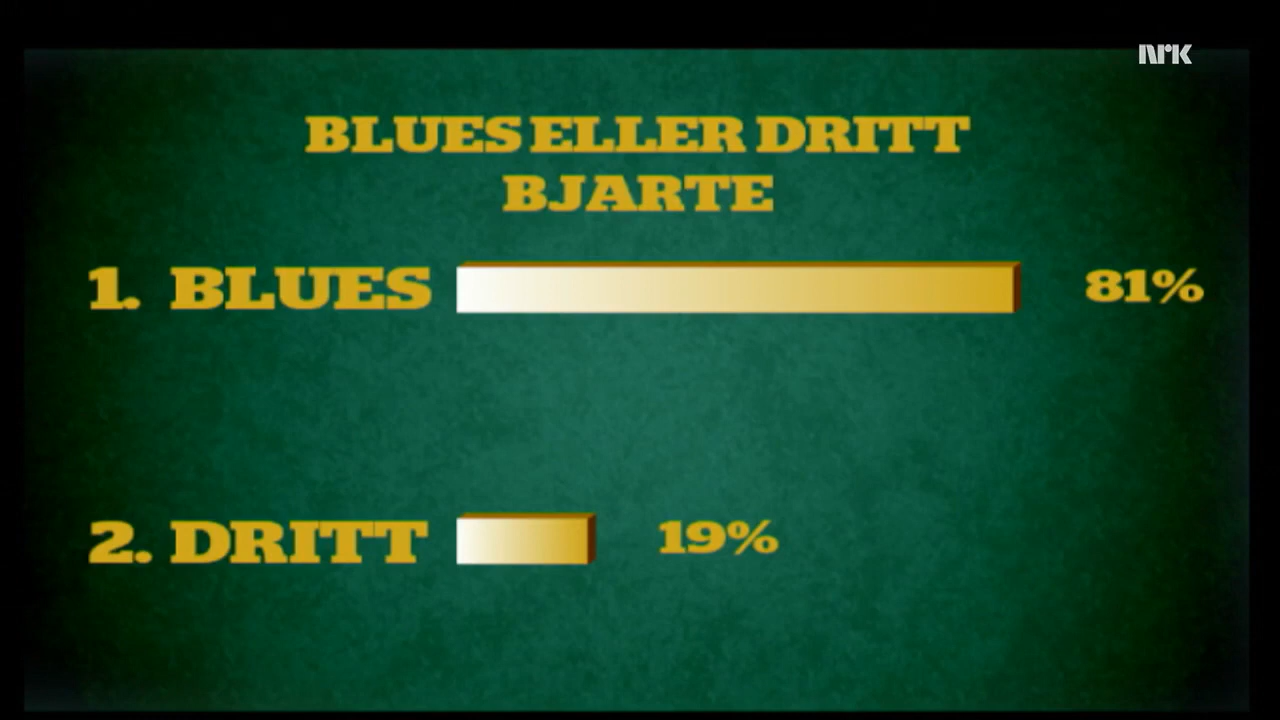 nrk
BLUES ELLER DRITT
BJARTE
1. BLUES 81%
2. DRITT 19%